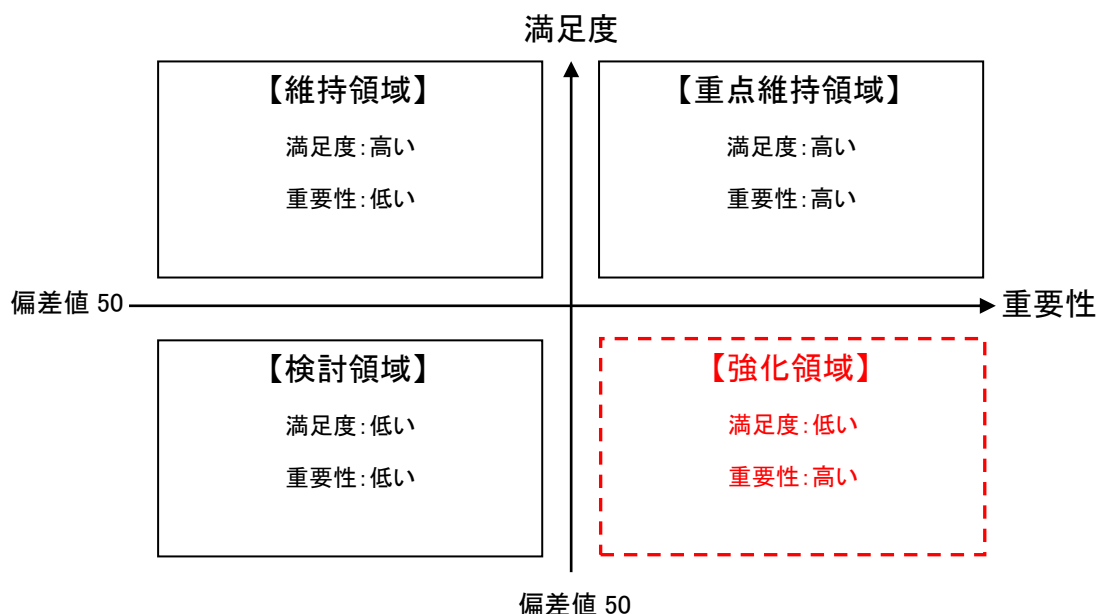 満足度
【維持領域】
満足度:高い
重要性:低い
【重点維持領域】
満足度:高い
重要性:高い
偏差値 50
重要性
【検討領域】
満足度:低い
重要性:低い
【強化領域】
満足度:低い
重要性:高い
偏差値 50